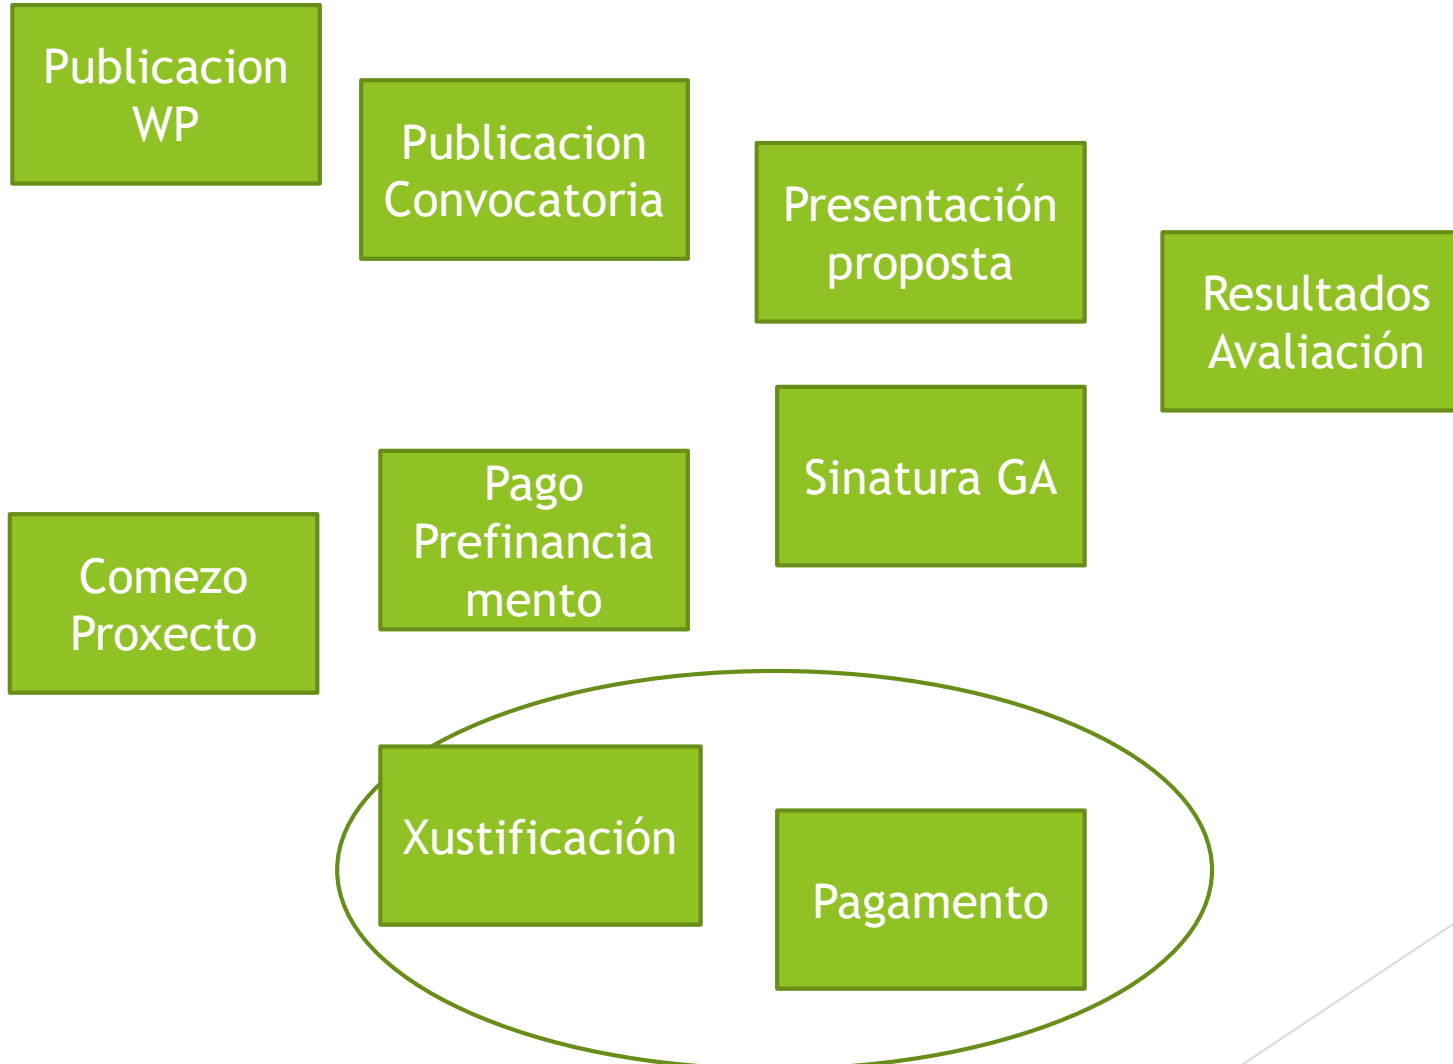 Publicacion
WP
Publicacion
Convocatoria
Presentación
proposta
Resultados
Avaliación
Sinatura GA
Pago
Prefinancia
mento
Comezo
Proxecto
Xustificación
Pagamento